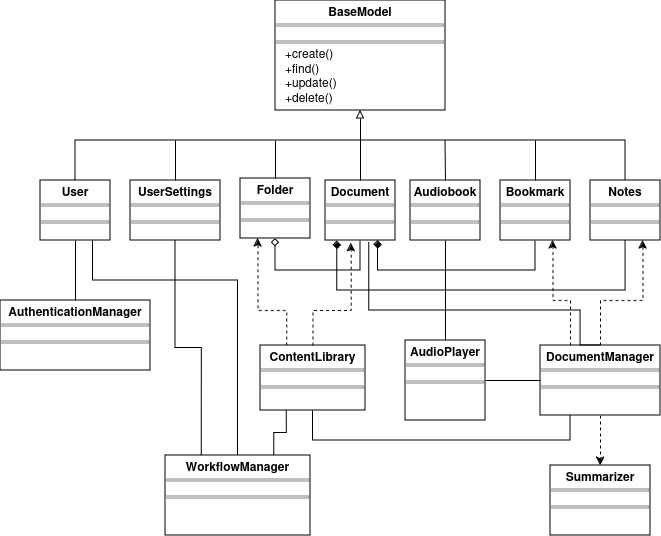 BaseModel
+create()
+find()
+update()
+delete()
User
UserSettings
Folder
Document
Audiobook
Bookmark
Notes
AuthenticationManager
ContentLibrary
AudioPlayer
DocumentManager
WorkflowManager
Summarizer